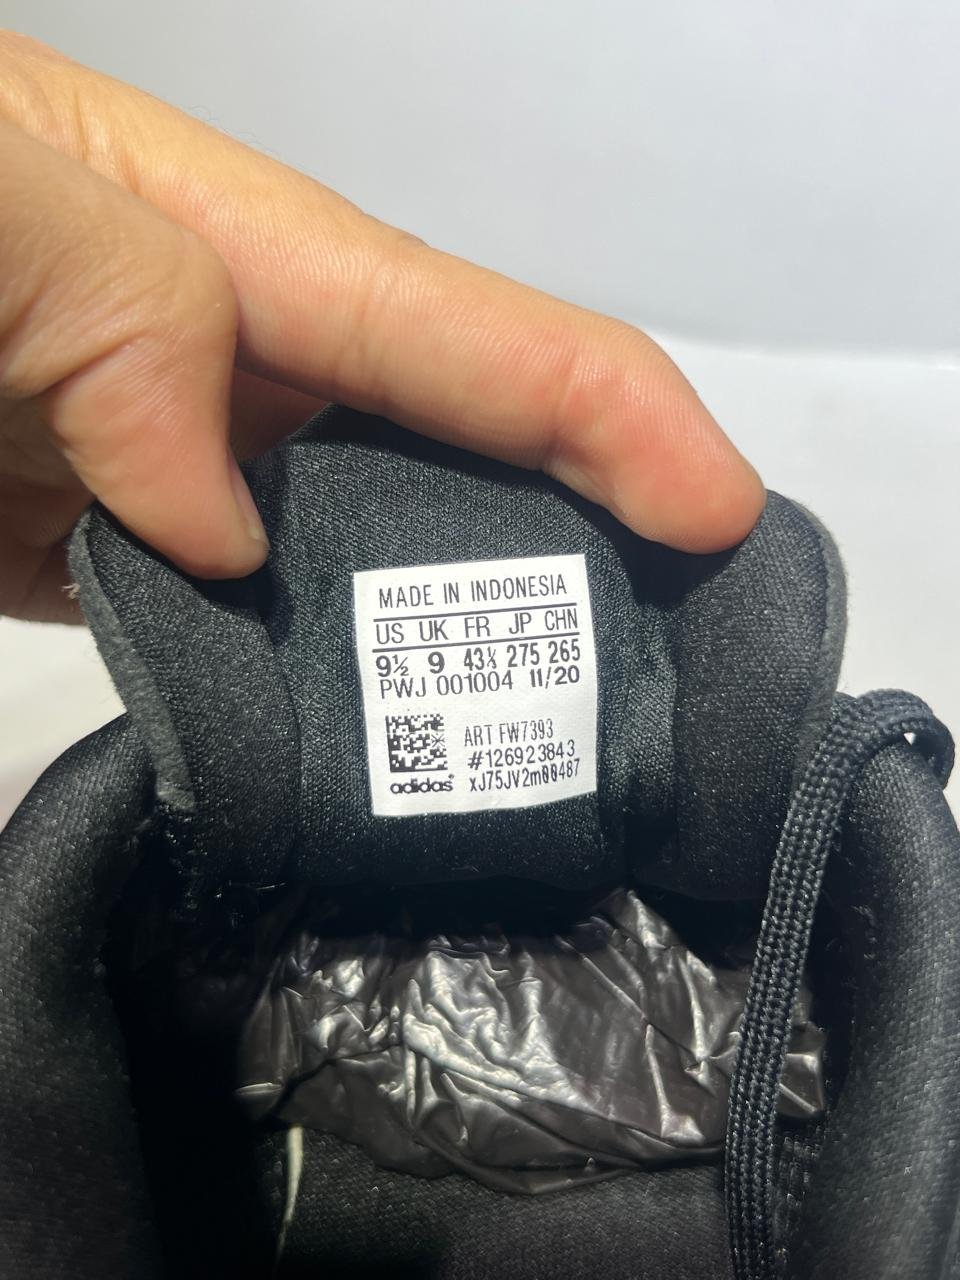 MADE IN INDONESIA
US UK FR JP CHN
9½ 9 43⅓ 275 265
PWJ 001004 11/20
ART FW7393
#126923843
adidas xJ75JV2m00487